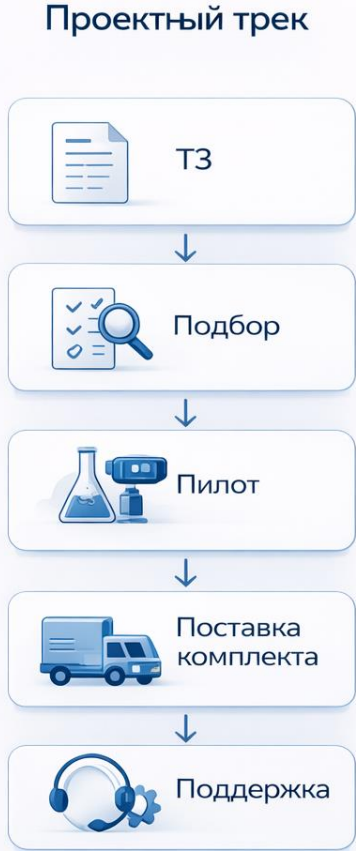 Проектный трек
ТЗ
Подбор
Пилот
Поставка
комплекта
Поддержка